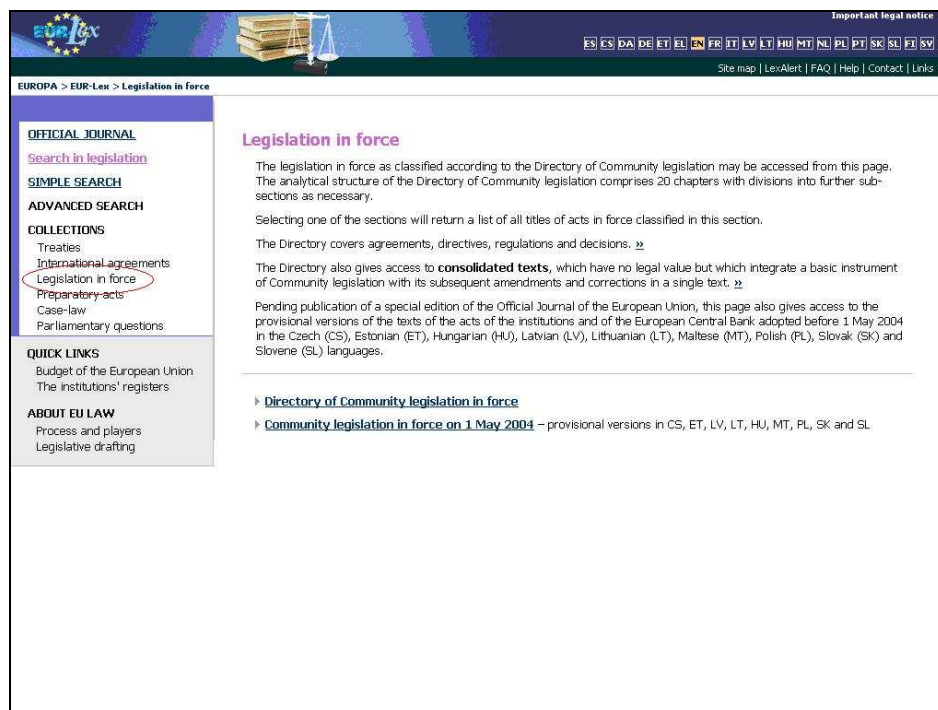 EUR-Lex
Important legal notice
ES CS DA DE ET EL EN FR IT LV LT HU MT NL PL PT SK SL FI SV
Site map | LexAlert | FAQ | Help | Contact | Links
EUROPA > EUR-Lex > Legislation in force
OFFICIAL JOURNAL
Search in legislation
SIMPLE SEARCH
ADVANCED SEARCH
COLLECTIONS
Treaties
International agreements
Legislation in force
Preparatory acts
Case-law
Parliamentary questions
QUICK LINKS
Budget of the European Union
The institutions' registers
ABOUT EU LAW
Process and players
Legislative drafting
Legislation in force
The legislation in force as classified according to the Directory of Community legislation may be accessed from this page.
The analytical structure of the Directory of Community legislation comprises 20 chapters with divisions into further sub-
sections as necessary.
Selecting one of the sections will return a list of all titles of acts in force classified in this section.
The Directory covers agreements, directives, regulations and decisions. »
The Directory also gives access to consolidated texts, which have no legal value but which integrate a basic instrument
of Community legislation with its subsequent amendments and corrections in a single text. »
Pending publication of a special edition of the Official Journal of the European Union, this page also gives access to the
provisional versions of the texts of the acts of the institutions and of the European Central Bank adopted before 1 May 2004
in the Czech (CS), Estonian (ET), Hungarian (HU), Latvian (LV), Lithuanian (LT), Maltese (MT), Polish (PL), Slovak (SK) and
Slovene (SL) languages.
Directory of Community legislation in force
Community legislation in force on 1 May 2004 – provisional versions in CS, ET, LV, LT, HU, MT, PL, SK and SL